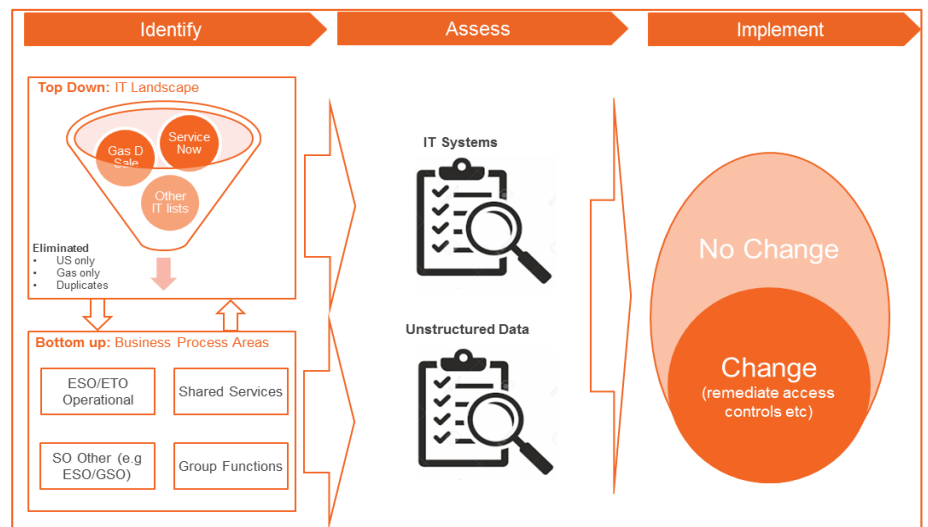 Identify
Assess
Implement
Top Down: IT Landscape
Gas D
Sale
Service
Now
Other
IT lists
Eliminated
• US only
• Gas only
• Duplicates
Bottom up: Business Process Areas
ESO/ETO
Operational
Shared Services
SO Other (e.g
ESO/GSO)
Group Functions
IT Systems
Unstructured Data
No Change
Change
(remediate access
controls etc)